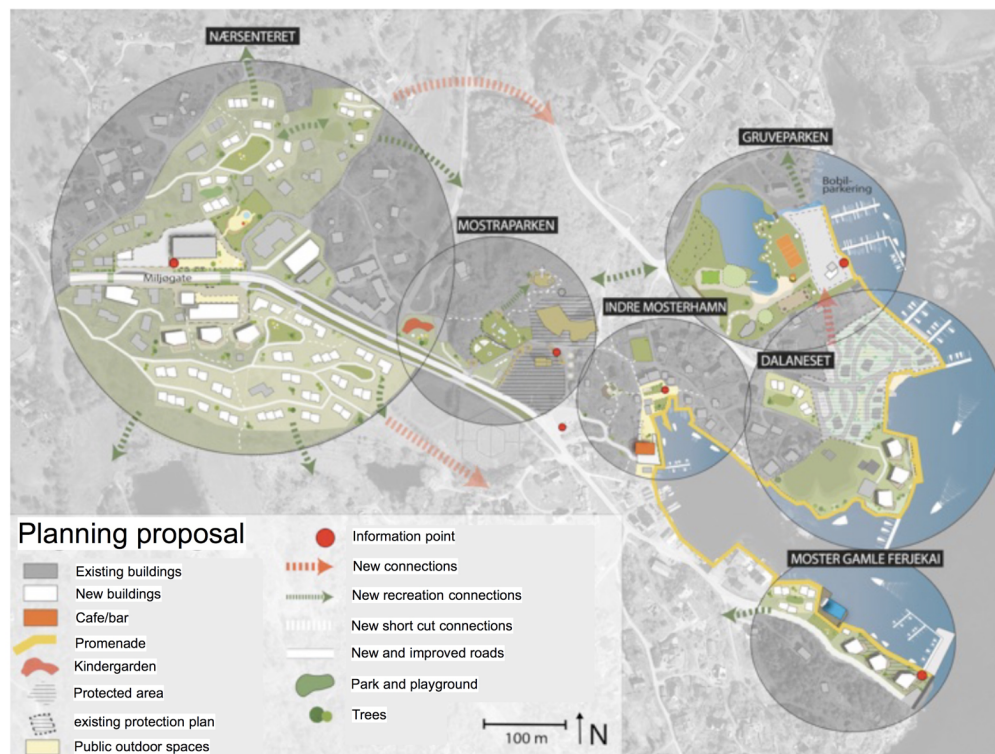 NÆRSENTERET
GRUVEPARKEN
Bobil-
parkering
MOSTRAPARKEN
Miljøgate
INDRE MOSTERHAMN
DALANESET
MOSTER GAMLE FERJEKAI
Planning proposal
Existing buildings
New buildings
Cafe/bar
Promenade
Kindergarden
Protected area
existing protection plan
Public outdoor spaces
Information point
New connections
New recreation connections
New short cut connections
New and improved roads
Park and playground
Trees
100 m
N